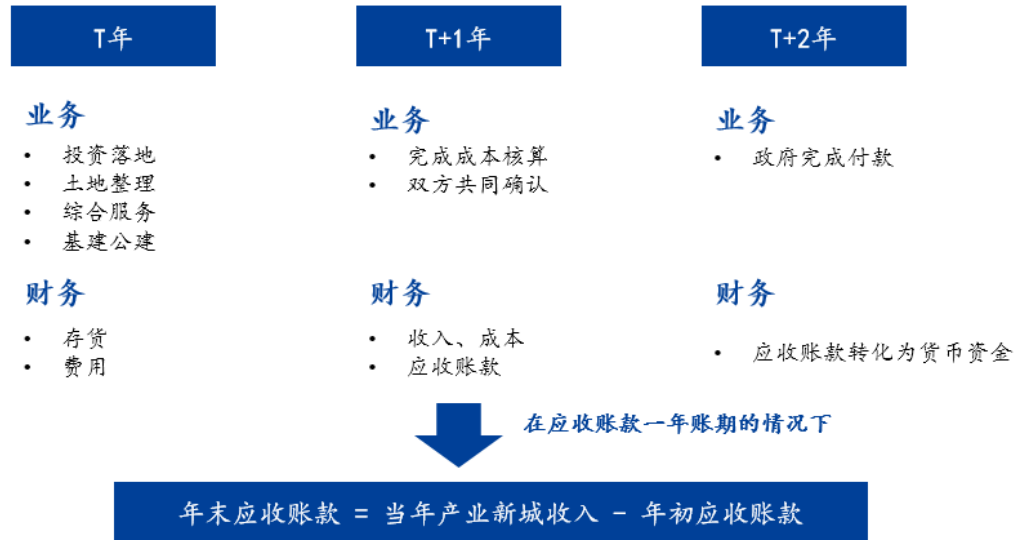 T年
T+1年
T+2年
业务
• 投资落地
• 土地整理
• 综合服务
• 基建公建
业务
• 完成成本核算
• 双方共同确认
业务
• 政府完成付款
财务
• 存货
• 费用
财务
• 收入、成本
• 应收账款
财务
• 应收账款转化为货币资金
在应收账款一年账期的情况下
年末应收账款 = 当年产业新城收入 - 年初应收账款